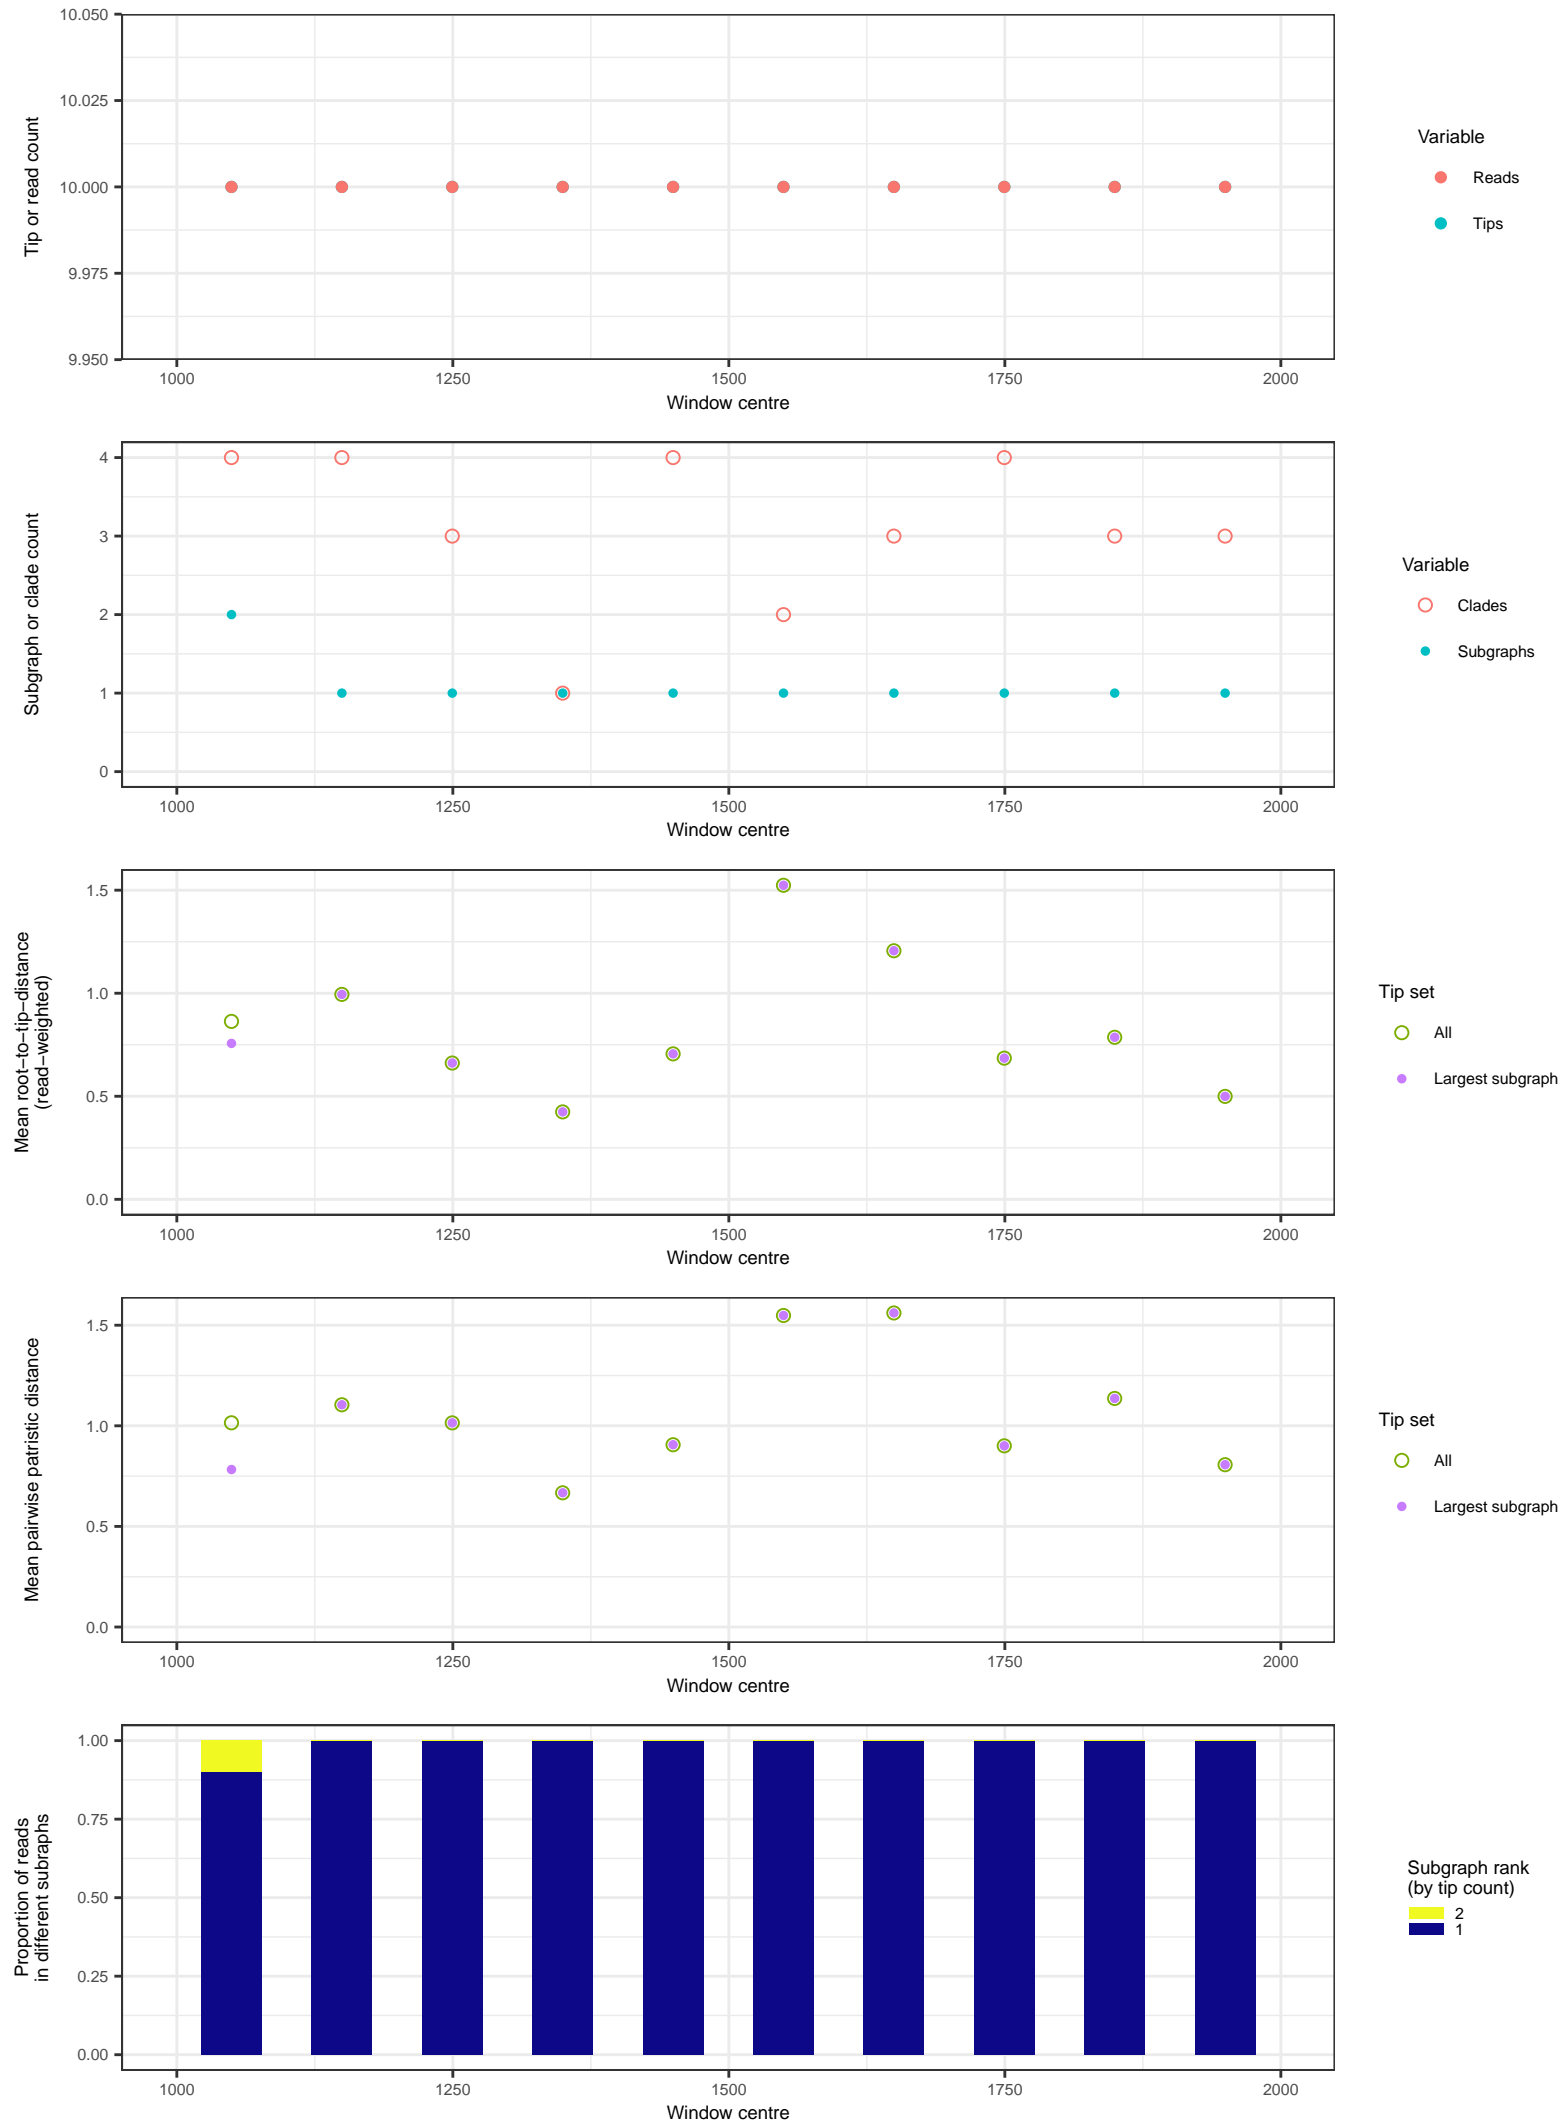 10.050
10.025
10.000
9.975
9.950
Tip or read count
1000 1250 1500 1750 2000
Window centre
Variable
Reads
Tips
4
3
2
1
0
Subgraph or clade count
1000 1250 1500 1750 2000
Window centre
Variable
Clades
Subgraphs
1.5
1.0
0.5
0.0
Mean root−to−tip−distance
(read−weighted)
1000 1250 1500 1750 2000
Window centre
Tip set
All
Largest subgraph
1.5
1.0
0.5
0.0
Mean pairwise patristic distance
1000 1250 1500 1750 2000
Window centre
Tip set
All
Largest subgraph
1.00
0.75
0.50
0.25
0.00
Proportion of reads
in different subraphs
1000 1250 1500 1750 2000
Window centre
Subgraph rank
(by tip count)
2
1